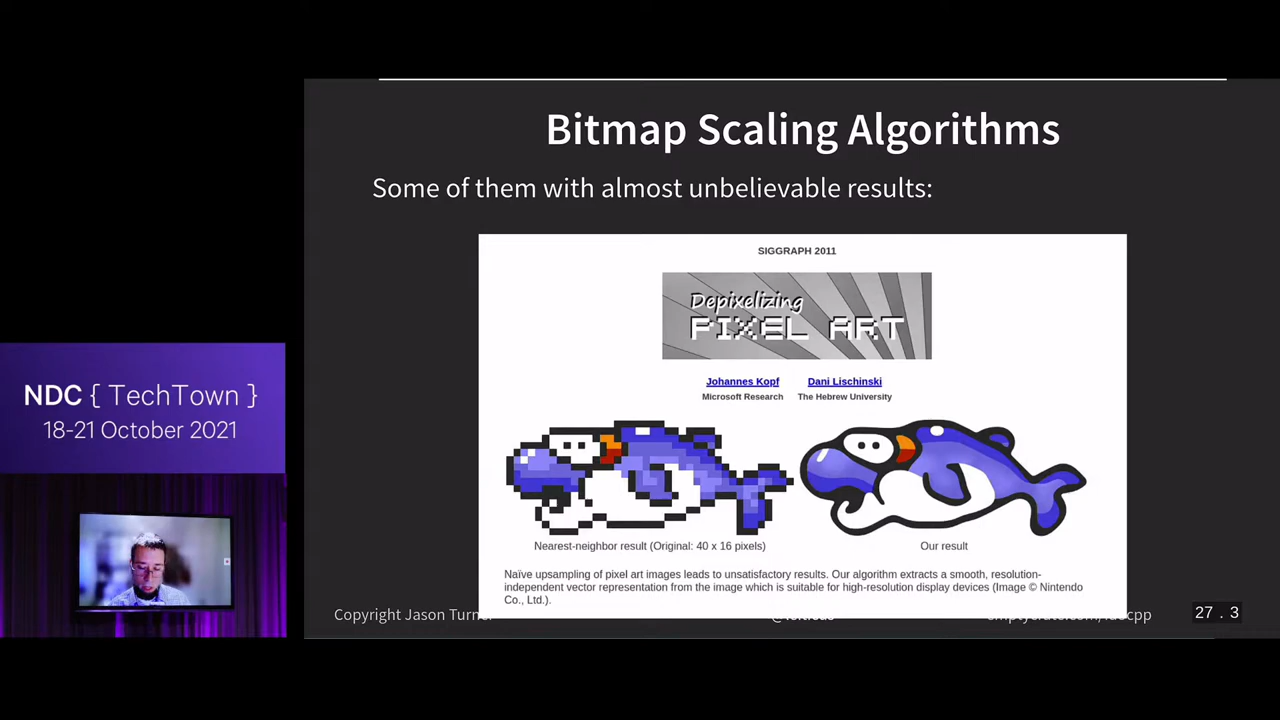 Bitmap Scaling Algorithms
Some of them with almost unbelievable results:
SIGGRAPH 2011
Depixelizing
PIXEL ART
Johannes Kopf Dani Lischinski
Microsoft Research The Hebrew University
Nearest-neighbor result (Original: 40 x 16 pixels) Our result
Naïve upsampling of pixel art images leads to unsatisfactory results. Our algorithm extracts a smooth, resolution-
independent vector representation from the image which is suitable for high-resolution display devices (Image © Nintendo
Co., Ltd.).
Copyright Jason Turner
27 . 3
NDC { TechTown }
18-21 October 2021